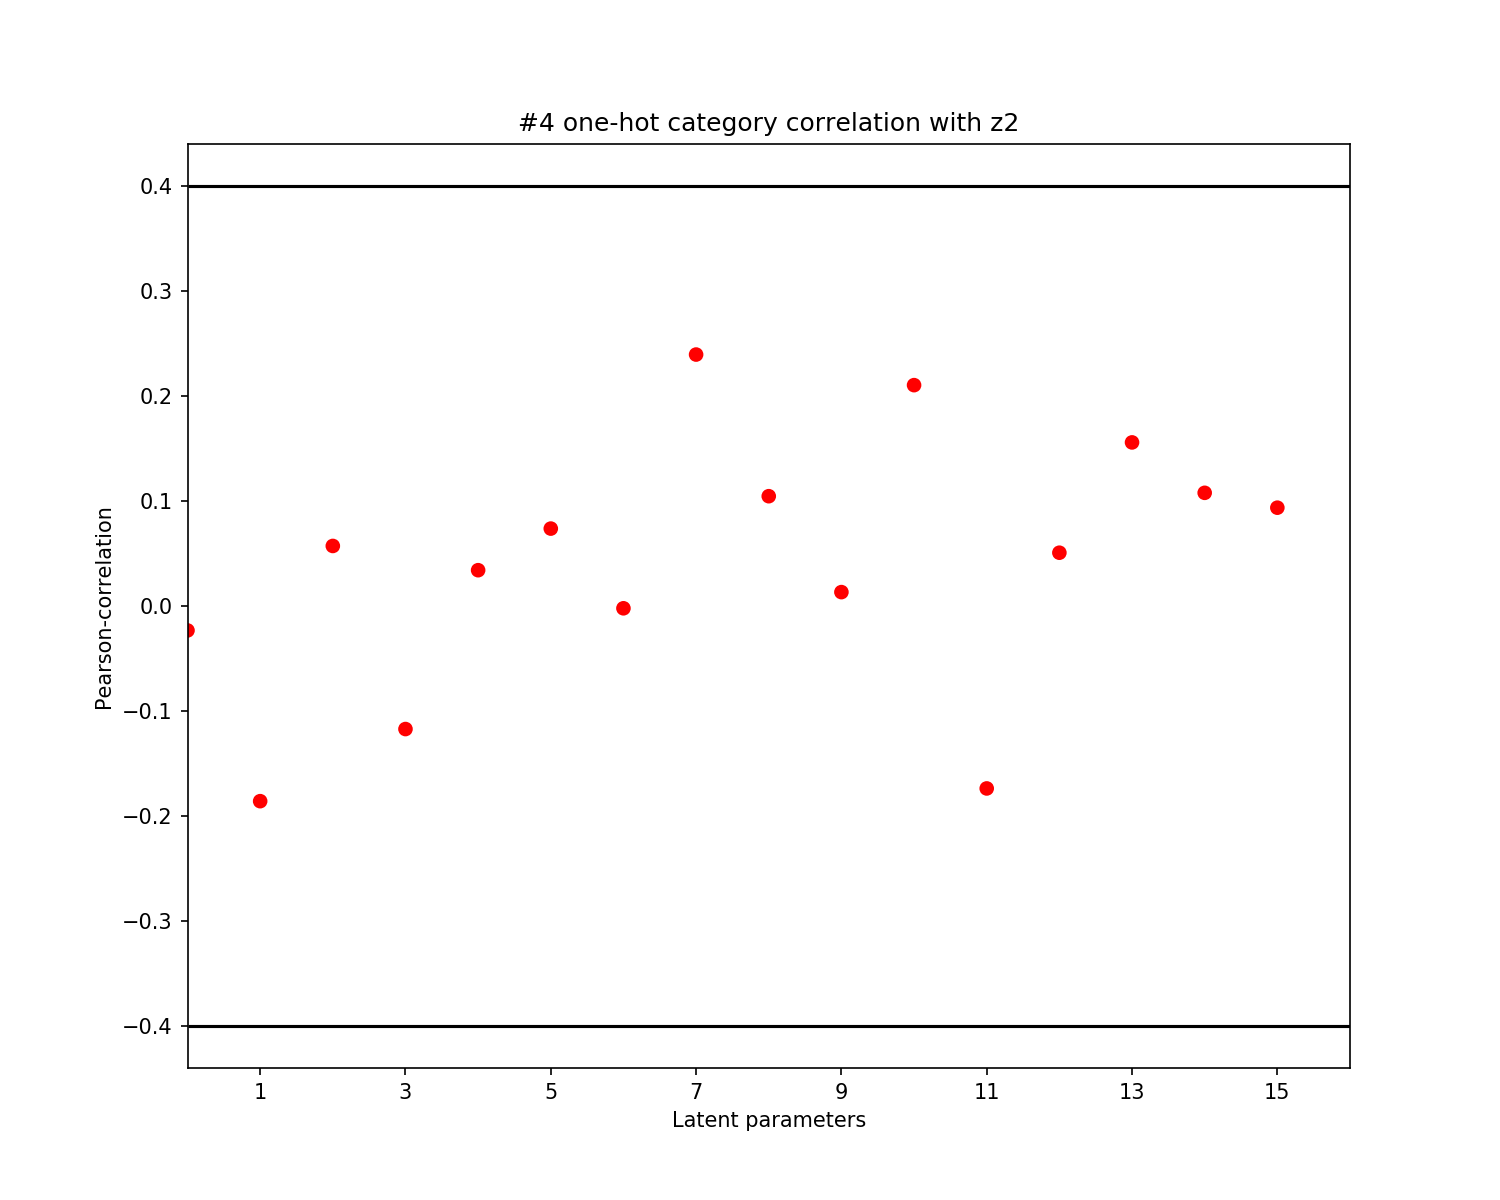 #4 one-hot category correlation with z2
0.4
0.3
0.2
0.1
0.0
−0.1
−0.2
−0.3
−0.4
Pearson-correlation
1 3 5 7 9 11 13 15
Latent parameters